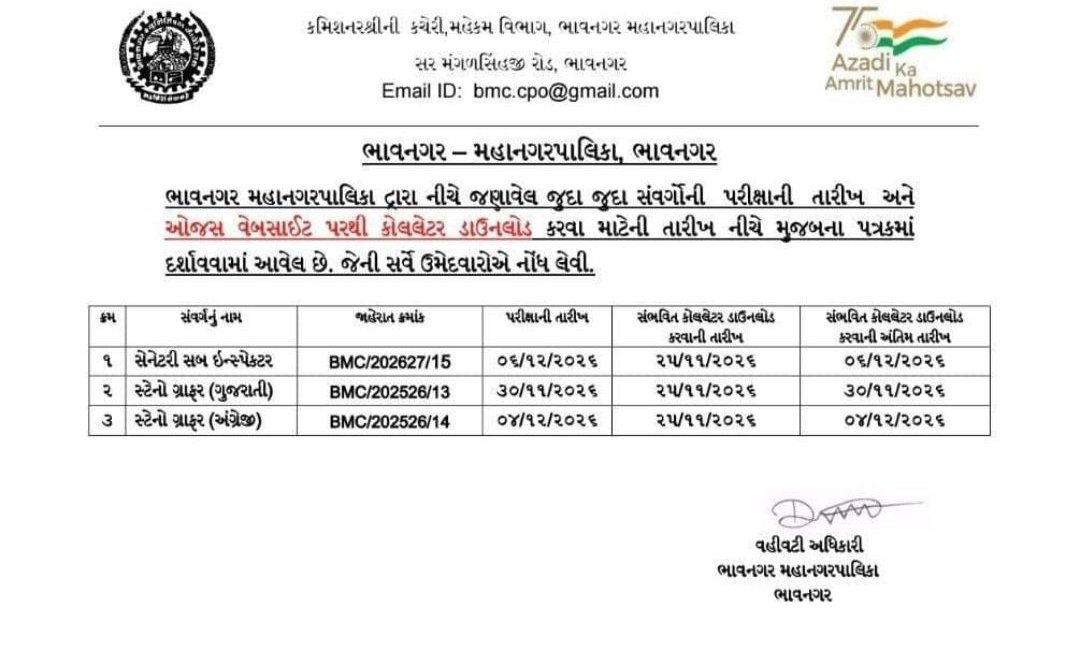 કમિશનરશ્રીની કચેરી,મહેકમ વિભાગ, ભાવનગર મહાનગરપાલિકા
સર મંગળસિંહજી રોડ, ભાવનગર
Email ID: bmc.cpo@gmail.com
75
Azadi Ka
Amrit Mahotsav
ભાવનગર – મહાનગરપાલિકા, ભાવનગર
ભાવનગર મહાનગરપાલિકા દ્વારા નીચે જણાવેલ જુદા જુદા સંવર્ગોની પરીક્ષાની તારીખ અને
ઓજસ વેબસાઈટ પરથી કોલલેટર ડાઉનલોડ કરવા માટેની તારીખ નીચે મુજબના પત્રકમાં
દર્શાવવામાં આવેલ છે. જેની સર્વે ઉમેદવારોએ નોંધ લેવી.
ક્રમ સંવર્ગનું નામ જાહેરાત ક્રમાંક પરીક્ષાની તારીખ સંભવિત કોલલેટર ડાઉનલોડ કરવાની તારીખ સંભવિત કોલલેટર ડાઉનલોડ કરવાની અંતિમ તારીખ
૧ સેનેટરી સબ ઇન્સ્પેકટર BMC/202627/15 ૦૬/૧૨/૨૦૨૬ ૨૫/૧૧/૨૦૨૬ ૦૬/૧૨/૨૦૨૬
૨ સ્ટેનો ગ્રાફર (ગુજરાતી) BMC/202526/13 ૩૦/૧૧/૨૦૨૬ ૨૫/૧૧/૨૦૨૬ ૩૦/૧૧/૨૦૨૬
૩ સ્ટેનો ગ્રાફર (અંગ્રેજી) BMC/202526/14 ૦૪/૧૨/૨૦૨૬ ૨૫/૧૧/૨૦૨૬ ૦૪/૧૨/૨૦૨૬
વહીવટી અધિકારી
ભાવનગર મહાનગરપાલિકા
ભાવનગર